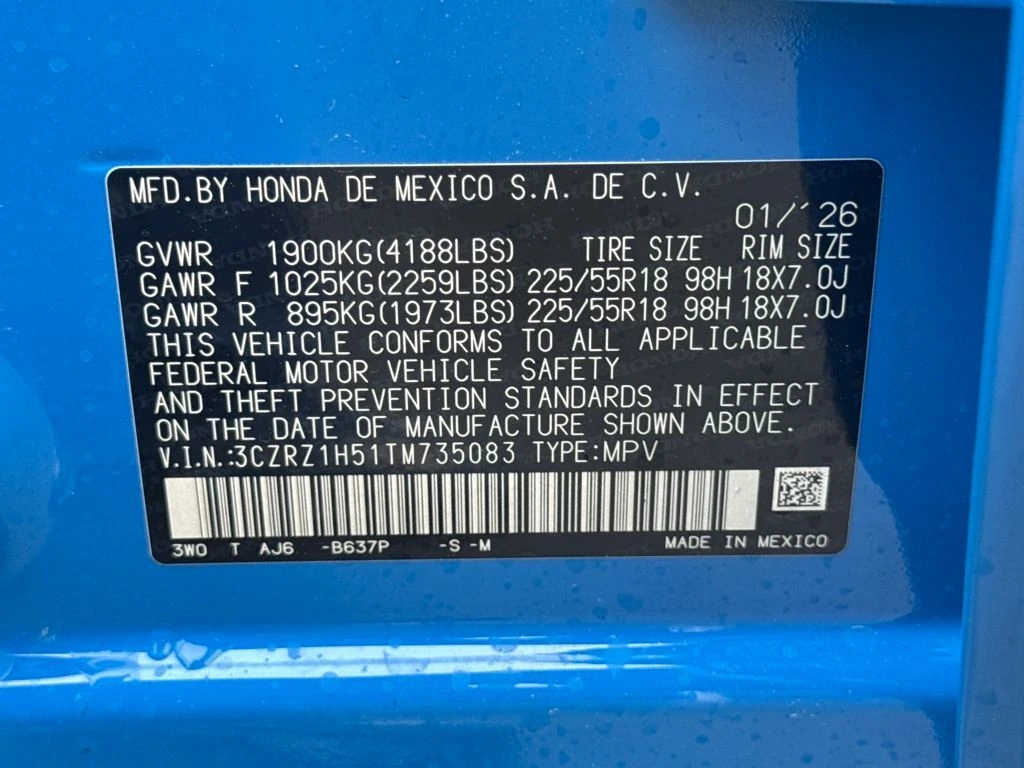 MFD.BY HONDA DE MEXICO S.A. DE C.V.
01/'26
GVWR 1900KG(4188LBS) TIRE SIZE RIM SIZE
GAWR F 1025KG(2259LBS) 225/55R18 98H 18X7.0J
GAWR R 895KG(1973LBS) 225/55R18 98H 18X7.0J
THIS VEHICLE CONFORMS TO ALL APPLICABLE
FEDERAL MOTOR VEHICLE SAFETY
AND THEFT PREVENTION STANDARDS IN EFFECT
ON THE DATE OF MANUFACTURE SHOWN ABOVE.
V.I.N.:3CZRZ1H51TM735083 TYPE:MPV
3W0 T AJ6 -B637P -S -M MADE IN MEXICO